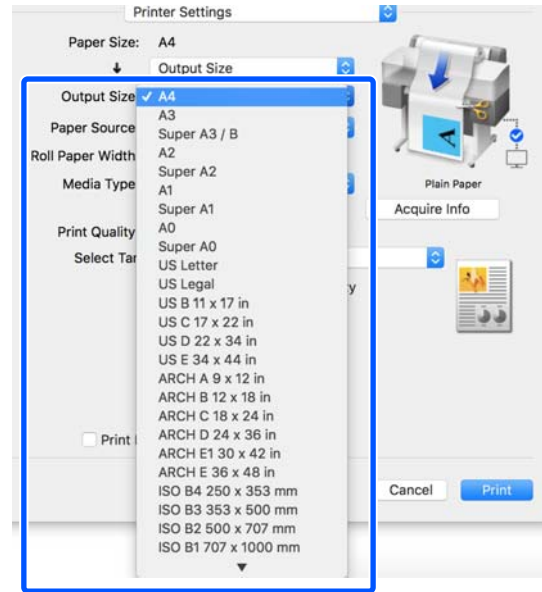 Printer Settings
Paper Size: A4
Output Size
Output Size ✓ A4
A3
Paper Source
Super A3 / B
Roll Paper Width
A2
Super A2
Media Type
A1
Plain Paper
Super A1
Acquire Info
Print Quality
A0
Super A0
Select Tar
US Letter
US Legal
y
US B 11 x 17 in
US C 17 x 22 in
US D 22 x 34 in
US E 34 x 44 in
ARCH A 9 x 12 in
ARCH B 12 x 18 in
ARCH C 18 x 24 in
Print
ARCH D 24 x 36 in
ARCH E1 30 x 42 in
ARCH E 36 x 48 in
ISO B4 250 x 353 mm
Cancel Print
ISO B3 353 x 500 mm
ISO B2 500 x 707 mm
ISO B1 707 x 1000 mm